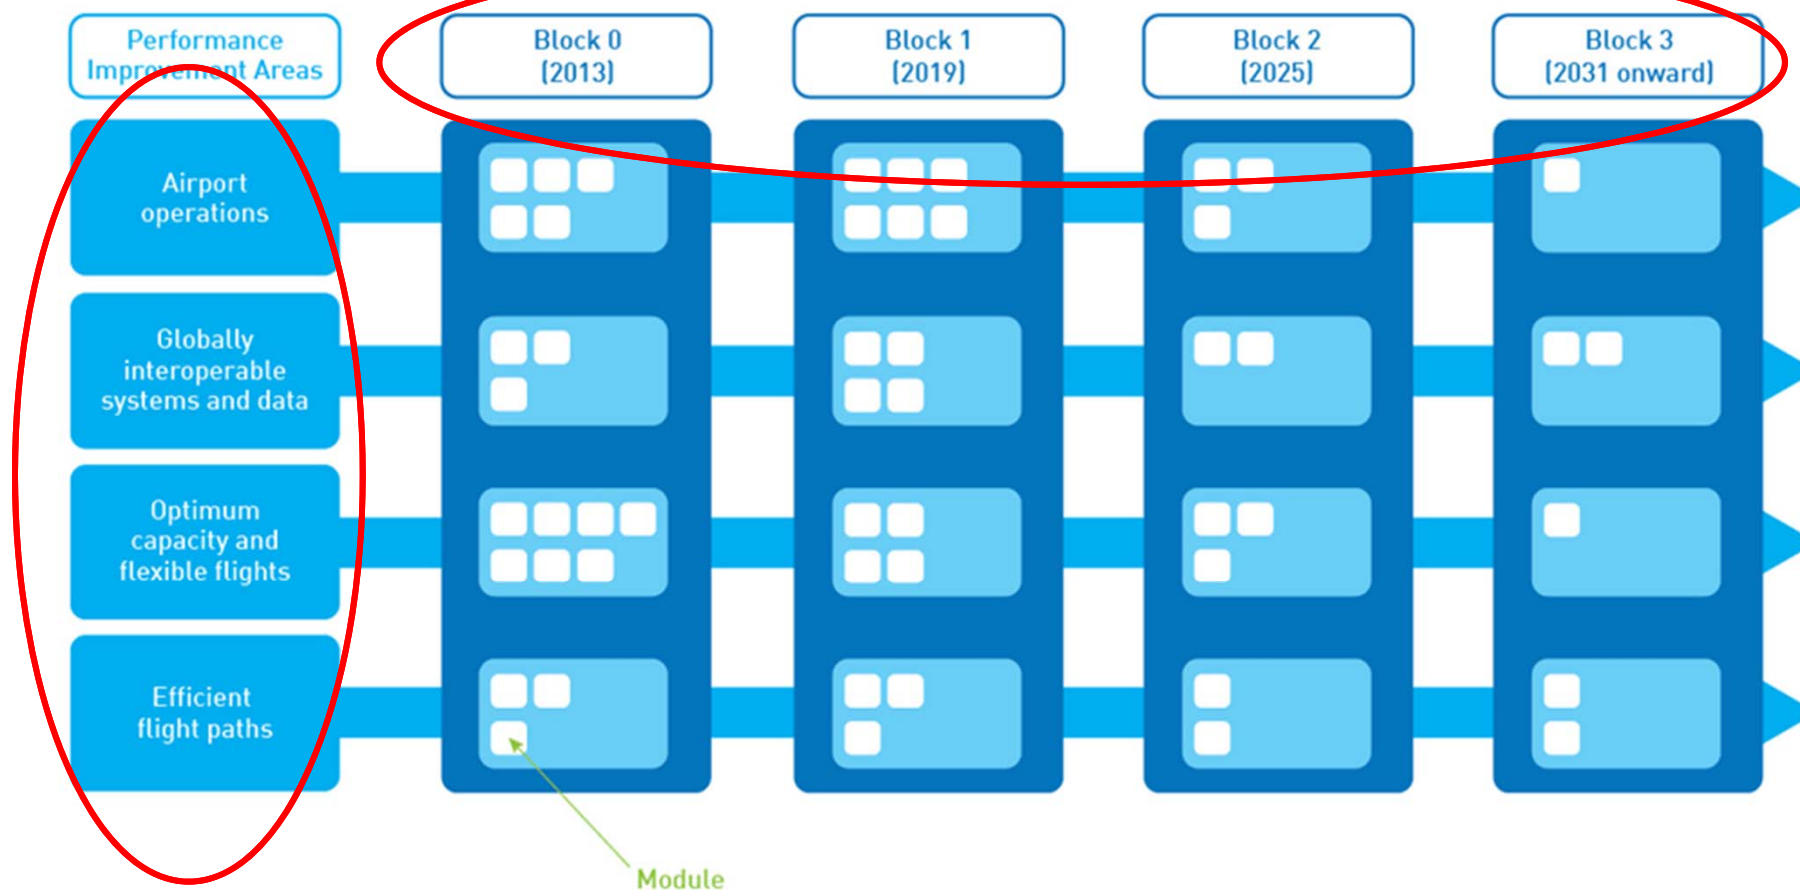 Performance
Improvement Areas
Block 0
(2013)
Block 1
(2019)
Block 2
(2025)
Block 3
(2031 onward)
Airport
operations
Globally
interoperable
systems and data
Optimum
capacity and
flexible flights
Efficient
flight paths
Module